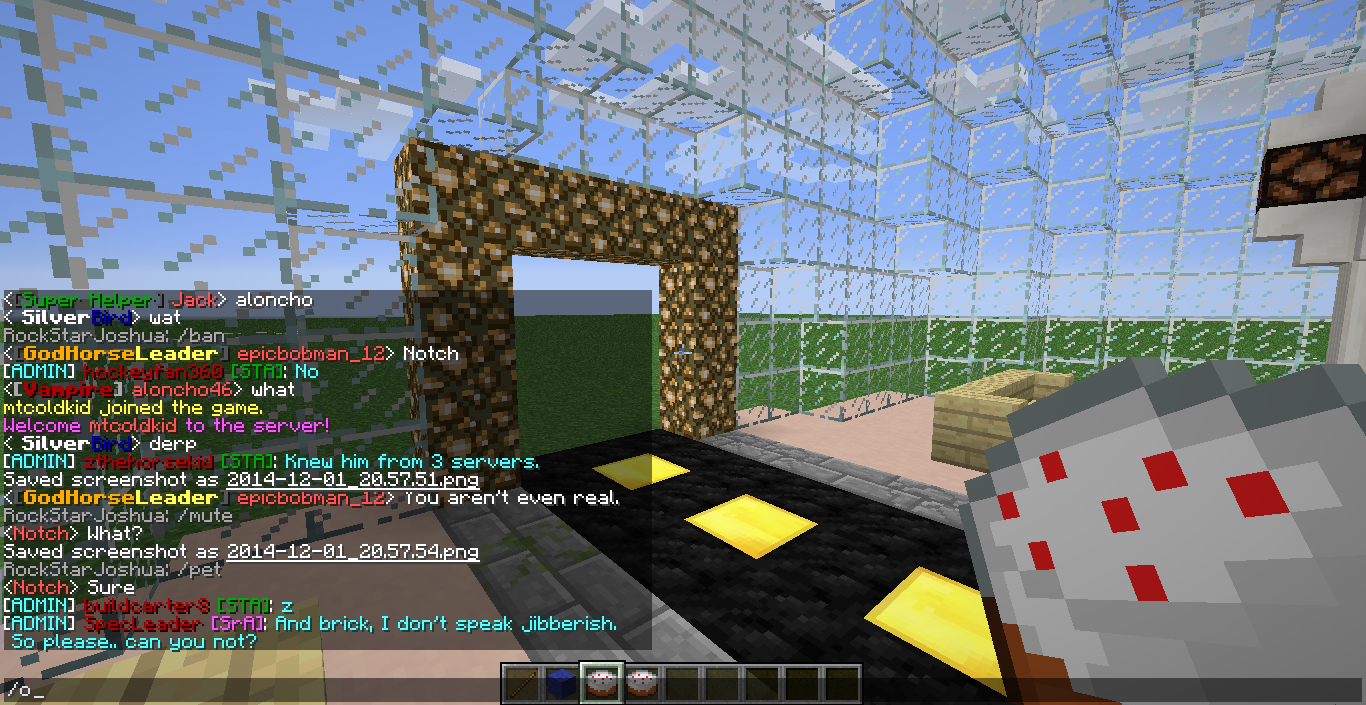 <[Super Helper] Jack> aloncho
< SilverBird> wat
RockStarJoshua: /ban
<[GodHorseLeader] epicbobman_12> Notch
[ADMIN] hockeyfan360 [STA]: No
<[Vampire] aloncho46> what
mtcoldkid joined the game.
Welcome mtcoldkid to the server!
< SilverBird> derp
[ADMIN] zthehorsekid [STA]: Knew him from 3 servers.
Saved screenshot as 2014-12-01_20.57.51.png
<[GodHorseLeader] epicbobman_12> You aren't even real.
RockStarJoshua: /mute
<Notch> What?
Saved screenshot as 2014-12-01_20.57.54.png
RockStarJoshua: /pet
<Notch> Sure
[ADMIN] buildcarter8 [STA]: z
[ADMIN] SpecLeader [SrA]: And brick, I don't speak jibberish.
So please.. can you not?
/o_